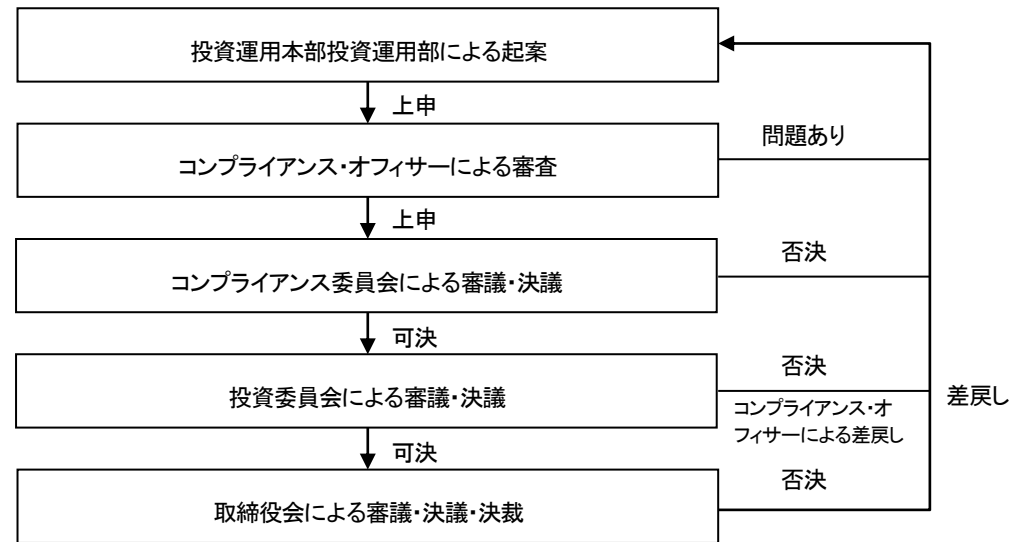 投資運用本部投資運用部による起案
上申
問題あり
コンプライアンス・オフィサーによる審査
上申
否決
コンプライアンス委員会による審議・決議
可決
否決
投資委員会による審議・決議
コンプライアンス・オ
フィサーによる差戻し
差戻し
可決
否決
取締役会による審議・決議・決裁